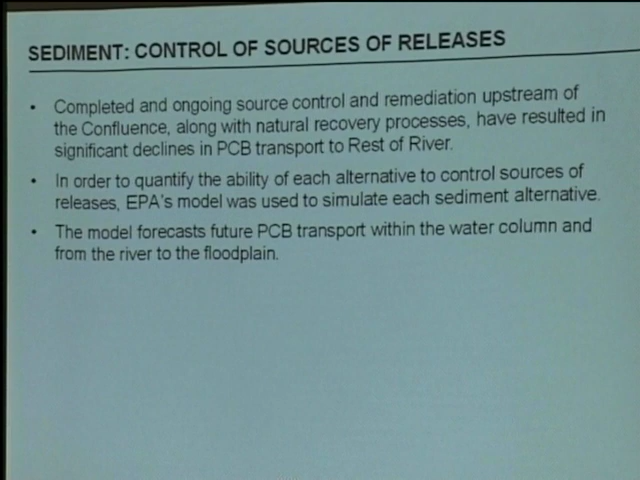 SEDIMENT: CONTROL OF SOURCES OF RELEASES
• Completed and ongoing source control and remediation upstream of
the Confluence, along with natural recovery processes, have resulted in
significant declines in PCB transport to Rest of River.
• In order to quantify the ability of each alternative to control sources of
releases, EPA's model was used to simulate each sediment alternative.
• The model forecasts future PCB transport within the water column and
from the river to the floodplain.